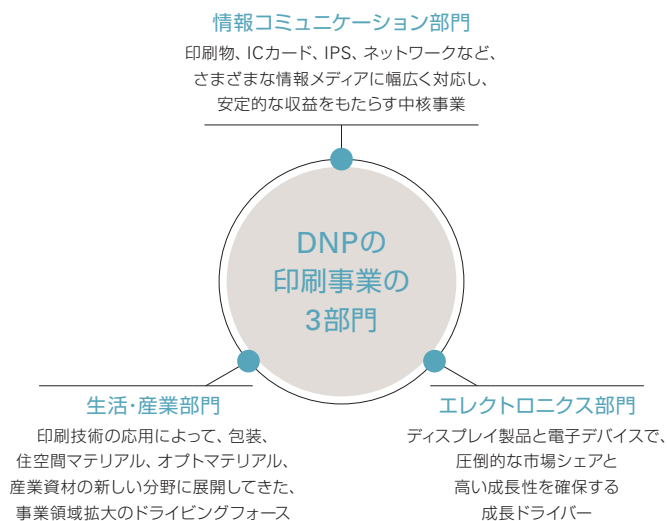 情報コミュニケーション部門
印刷物、ICカード、IPS、ネットワークなど、
さまざまな情報メディアに幅広く対応し、
安定的な収益をもたらす中核事業
DNPの
印刷事業の
3部門
生活・産業部門
印刷技術の応用によって、包装、
住空間マテリアル、オプトマテリアル、
産業資材の新しい分野に展開してきた、
事業領域拡大のドライビングフォース
エレクトロニクス部門
ディスプレイ製品と電子デバイスで、
圧倒的な市場シェアと
高い成長性を確保する
成長ドライバー